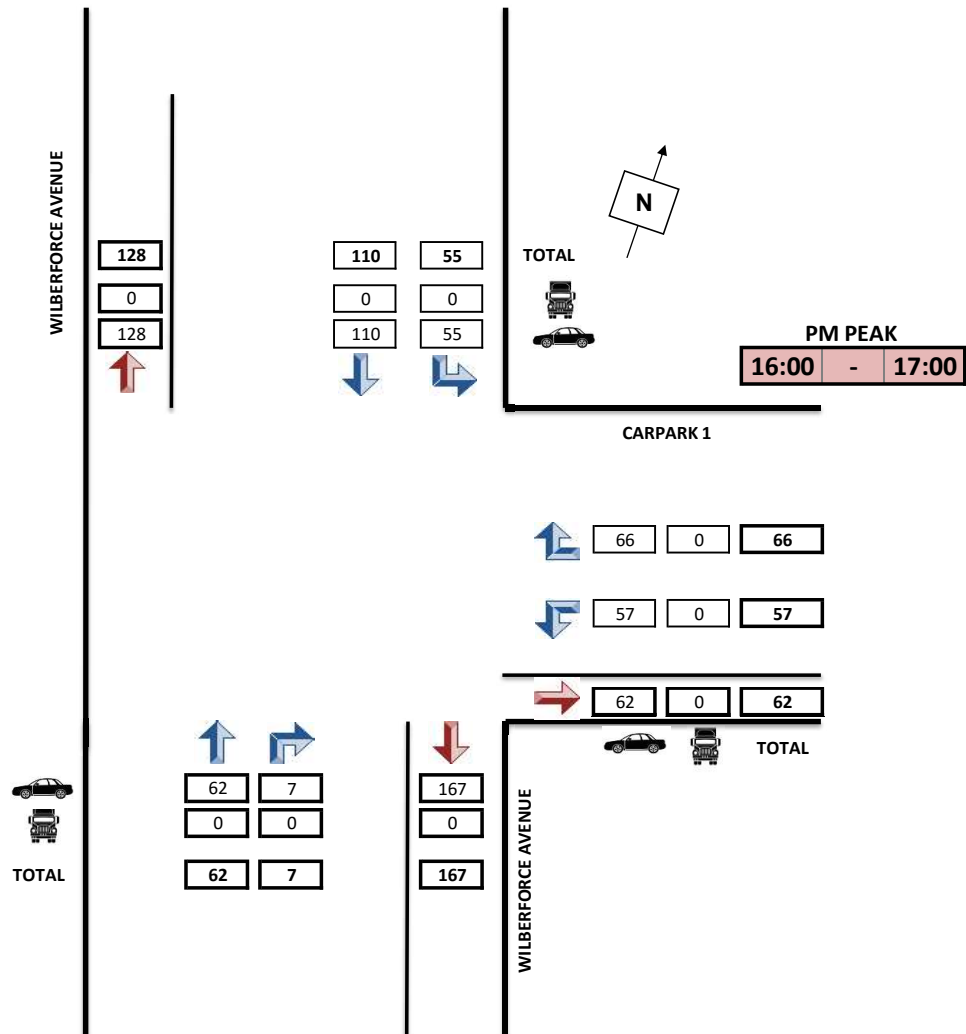 WILBERFORCE AVENUE
N
128
110
55
TOTAL
0
0
0
128
110
55
PM PEAK
16:00 - 17:00
CARPARK 1
66 0 66
57 0 57
62 0 62
TOTAL
62 7 167
0 0 0
TOTAL
62 7 167
WILBERFORCE AVENUE